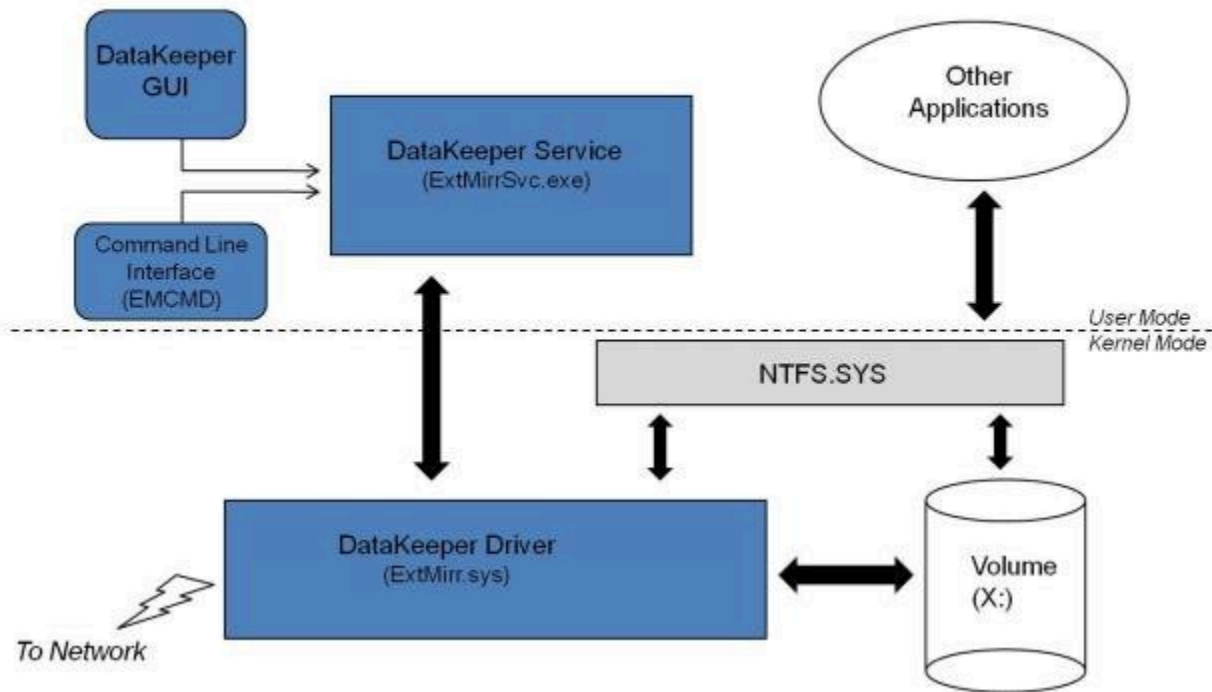 DataKeeper
GUI
DataKeeper Service
(ExtMirrSvc.exe)
Other
Applications
Command Line
Interface
(EMCMD)
User Mode
Kernel Mode
NTFS.SYS
DataKeeper Driver
(ExtMirr.sys)
Volume
(X:)
To Network